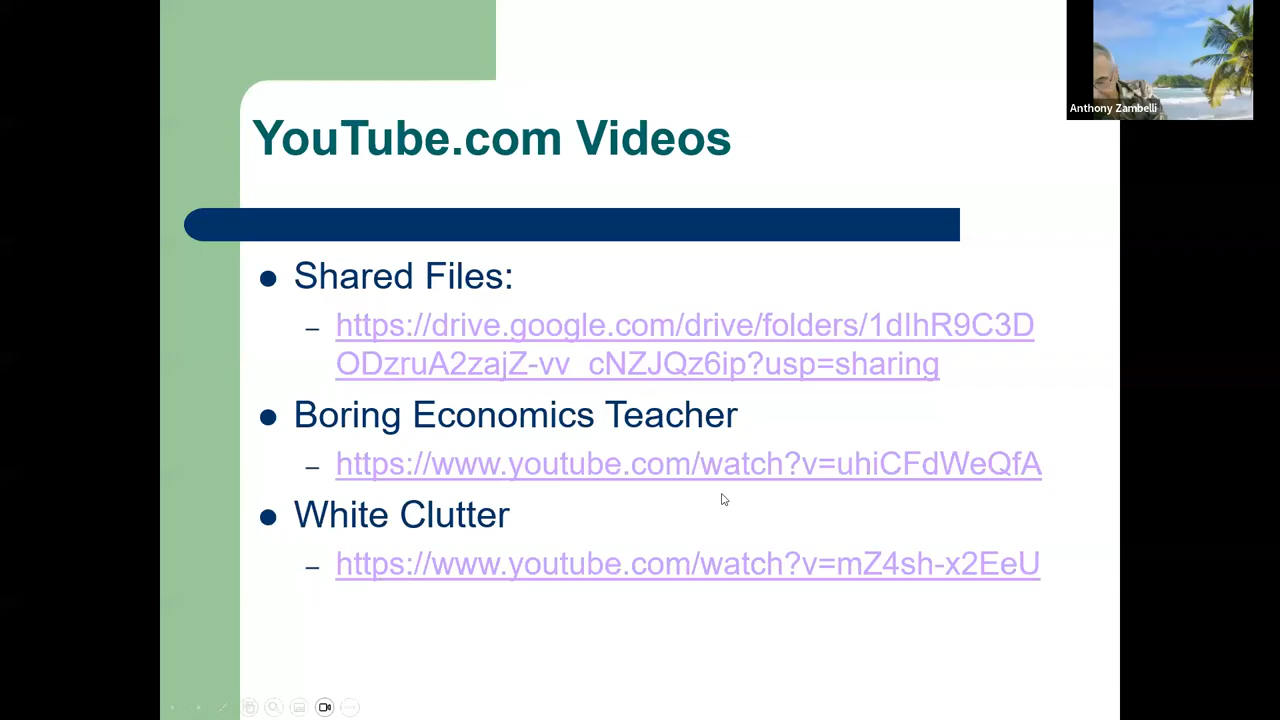 Anthony Zambelli
YouTube.com Videos
Shared Files:
https://drive.google.com/drive/folders/1dIhR9C3D
ODzruA2zajZ-vv_cNZJQz6ip?usp=sharing
Boring Economics Teacher
https://www.youtube.com/watch?v=uhiCFdWeQfA
White Clutter
https://www.youtube.com/watch?v=mZ4sh-x2EeU